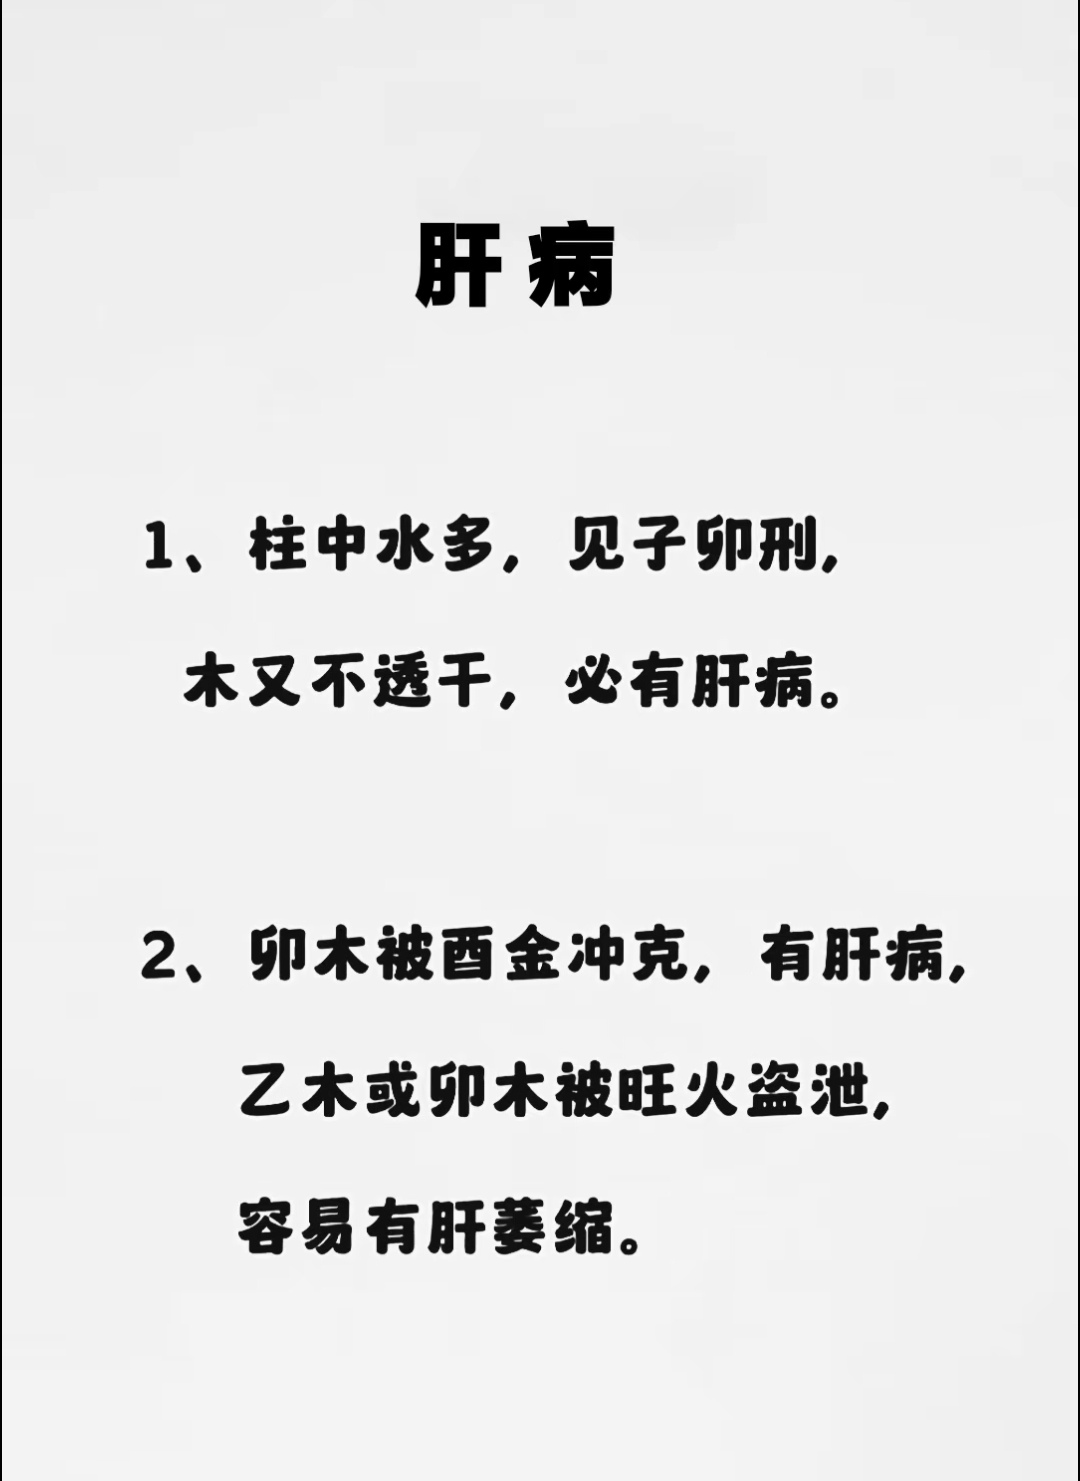 肝病
1、柱中水多，见子卯刑，
木又不透干，必有肝病。
2、卯木被酉金冲克，有肝病，
乙木或卯木被旺火盗泄，
容易有肝萎缩。